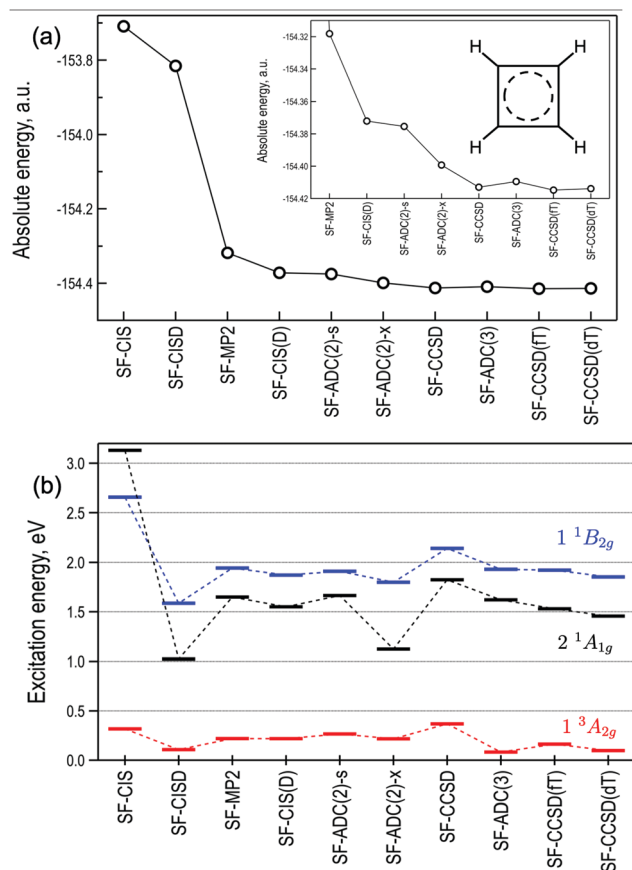 (a)
Absolute energy, a.u.
-153.8
-154.0
-154.2
-154.4
SF-CIS
SF-CISD
SF-MP2
SF-CIS(D)
SF-ADC(2)-s
SF-ADC(2)-x
SF-CCSD
SF-ADC(3)
SF-CCSD(fT)
SF-CCSD(dT)
Absolute energy, a.u.
-154.32
-154.34
-154.36
-154.38
-154.40
-154.42
SF-MP2
SF-CIS(D)
SF-ADC(2)-s
SF-ADC(2)-x
SF-CCSD
SF-ADC(3)
SF-CCSD(fT)
SF-CCSD(dT)
H H
H H
(b)
Excitation energy, eV
3.0
2.5
2.0
1.5
1.0
0.5
0.0
1 ¹B₂g
2 ¹A₁g
1 ³A₂g
SF-CIS
SF-CISD
SF-MP2
SF-CIS(D)
SF-ADC(2)-s
SF-ADC(2)-x
SF-CCSD
SF-ADC(3)
SF-CCSD(fT)
SF-CCSD(dT)